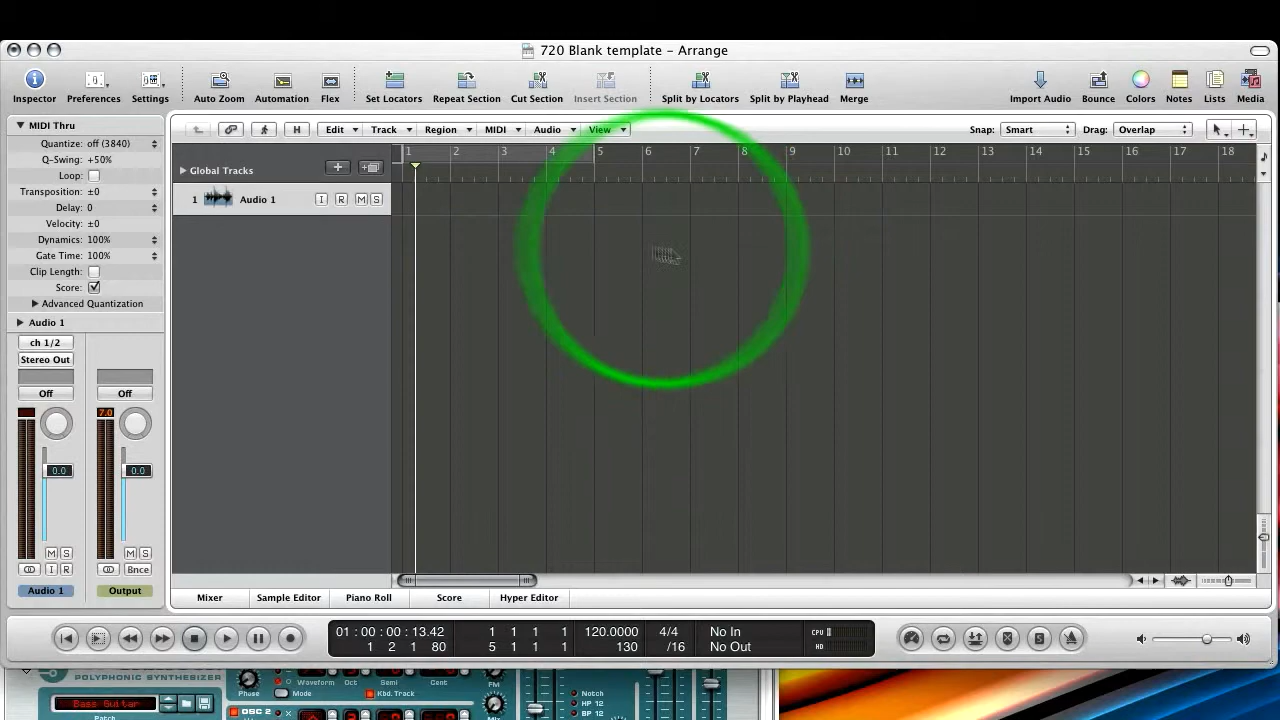 720 Blank template - Arrange
Inspector Preferences Settings Auto Zoom Automation Flex Set Locators Repeat Section Cut Section Insert Section Split by Locators Split by Playhead Merge Import Audio Bounce Colors Notes Lists Media
MIDI Thru
H Edit Track Region MIDI Audio View Snap: Smart Drag: Overlap
Quantize: off (3840)
1 2 3 4 5 6 7 8 9 10 11 12 13 14 15 16 17 18
Q-Swing: +50%
Global Tracks
Loop:
Transposition: ±0
1 Audio 1 I R M S
Delay: 0
Velocity: ±0
Dynamics: 100%
Gate Time: 100%
Clip Length:
Score:
Advanced Quantization
Audio 1
ch 1/2
Stereo Out
Off Off
7.0
0.0 0.0
M S M S
I R Bnce
Audio 1 Output
Mixer Sample Editor Piano Roll Score Hyper Editor
01 : 00 : 00 : 13.42 1 1 1 1 120.0000 4/4 No In CPU
1 2 1 80 5 1 1 1 130 /16 No Out HD
POLYPHONIC SYNTHESIZER
Phase Waveform Oct Semi Cent
Mode Kbd. Track FM
Bass Guitar Notch
HP 12
OSC 2 Mix BP 12
Patch